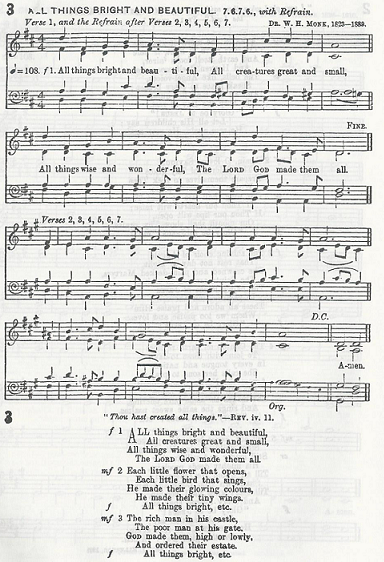 3 ALL THINGS BRIGHT AND BEAUTIFUL. 7.6.7.6., with Refrain.
Verse 1, and the Refrain after Verses 2, 3, 4, 5, 6, 7. DR. W. H. MONK, 1823–1889.
=108. f 1. All things bright and beau - ti - ful, All crea-tures great and small,
FINE.
All things wise and won - der-ful, The LORD GOD made them all.
Verses 2, 3, 4, 5, 6, 7.
D.C.
A-men.
Org.
3
"Thou hast created all things."—REV. iv. 11.
f 1 ALL things bright and beautiful,
All creatures great and small,
All things wise and wonderful,
The LORD GOD made them all.
mf 2 Each little flower that opens,
Each little bird that sings,
He made their glowing colours,
He made their tiny wings.
f All things bright, etc.
mf 3 The rich man in his castle,
The poor man at his gate,
GOD made them, high or lowly,
And ordered their estate.
f All things bright, etc.